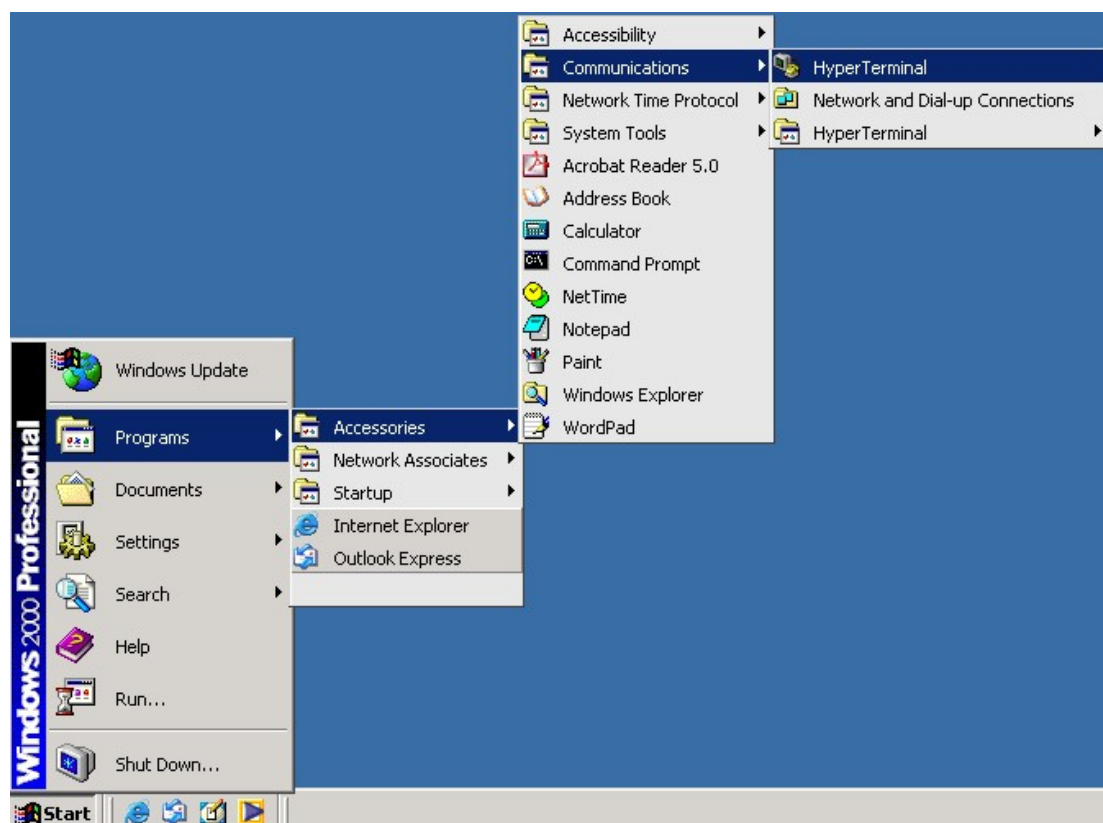 Accessibility
Communications
Network Time Protocol
System Tools
Acrobat Reader 5.0
Address Book
Calculator
Command Prompt
NetTime
Notepad
Paint
Windows Explorer
WordPad
HyperTerminal
Network and Dial-up Connections
HyperTerminal
Windows Update
Programs
Documents
Settings
Search
Help
Run...
Shut Down...
Accessories
Network Associates
Startup
Internet Explorer
Outlook Express
Windows 2000 Professional
Start
C:\